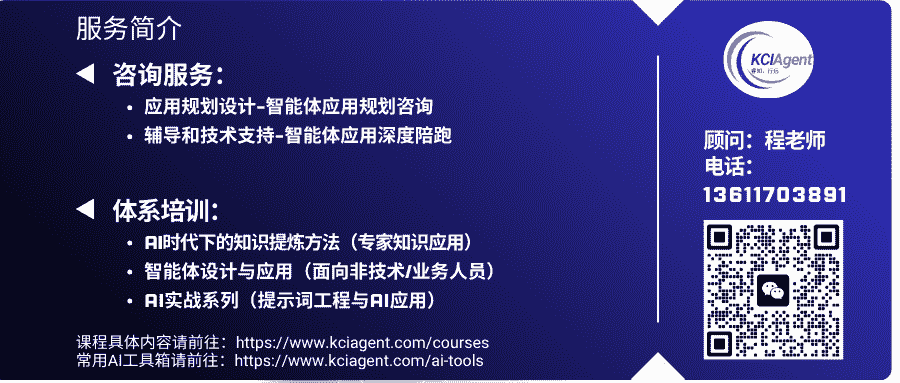 服务简介
咨询服务：
应用规划设计-智能体应用规划咨询
辅导和技术支持-智能体应用深度陪跑
体系培训：
AI时代下的知识提炼方法（专家知识应用）
智能体设计与应用（面向非技术/业务人员）
AI实战系列（提示词工程与AI应用）
课程具体内容请前往：https://www.kciagent.com/courses
常用AI工具箱请前往：https://www.kciagent.com/ai-tools
KCIAgent
睿知、行历
顾问：程老师
电话：
13611703891